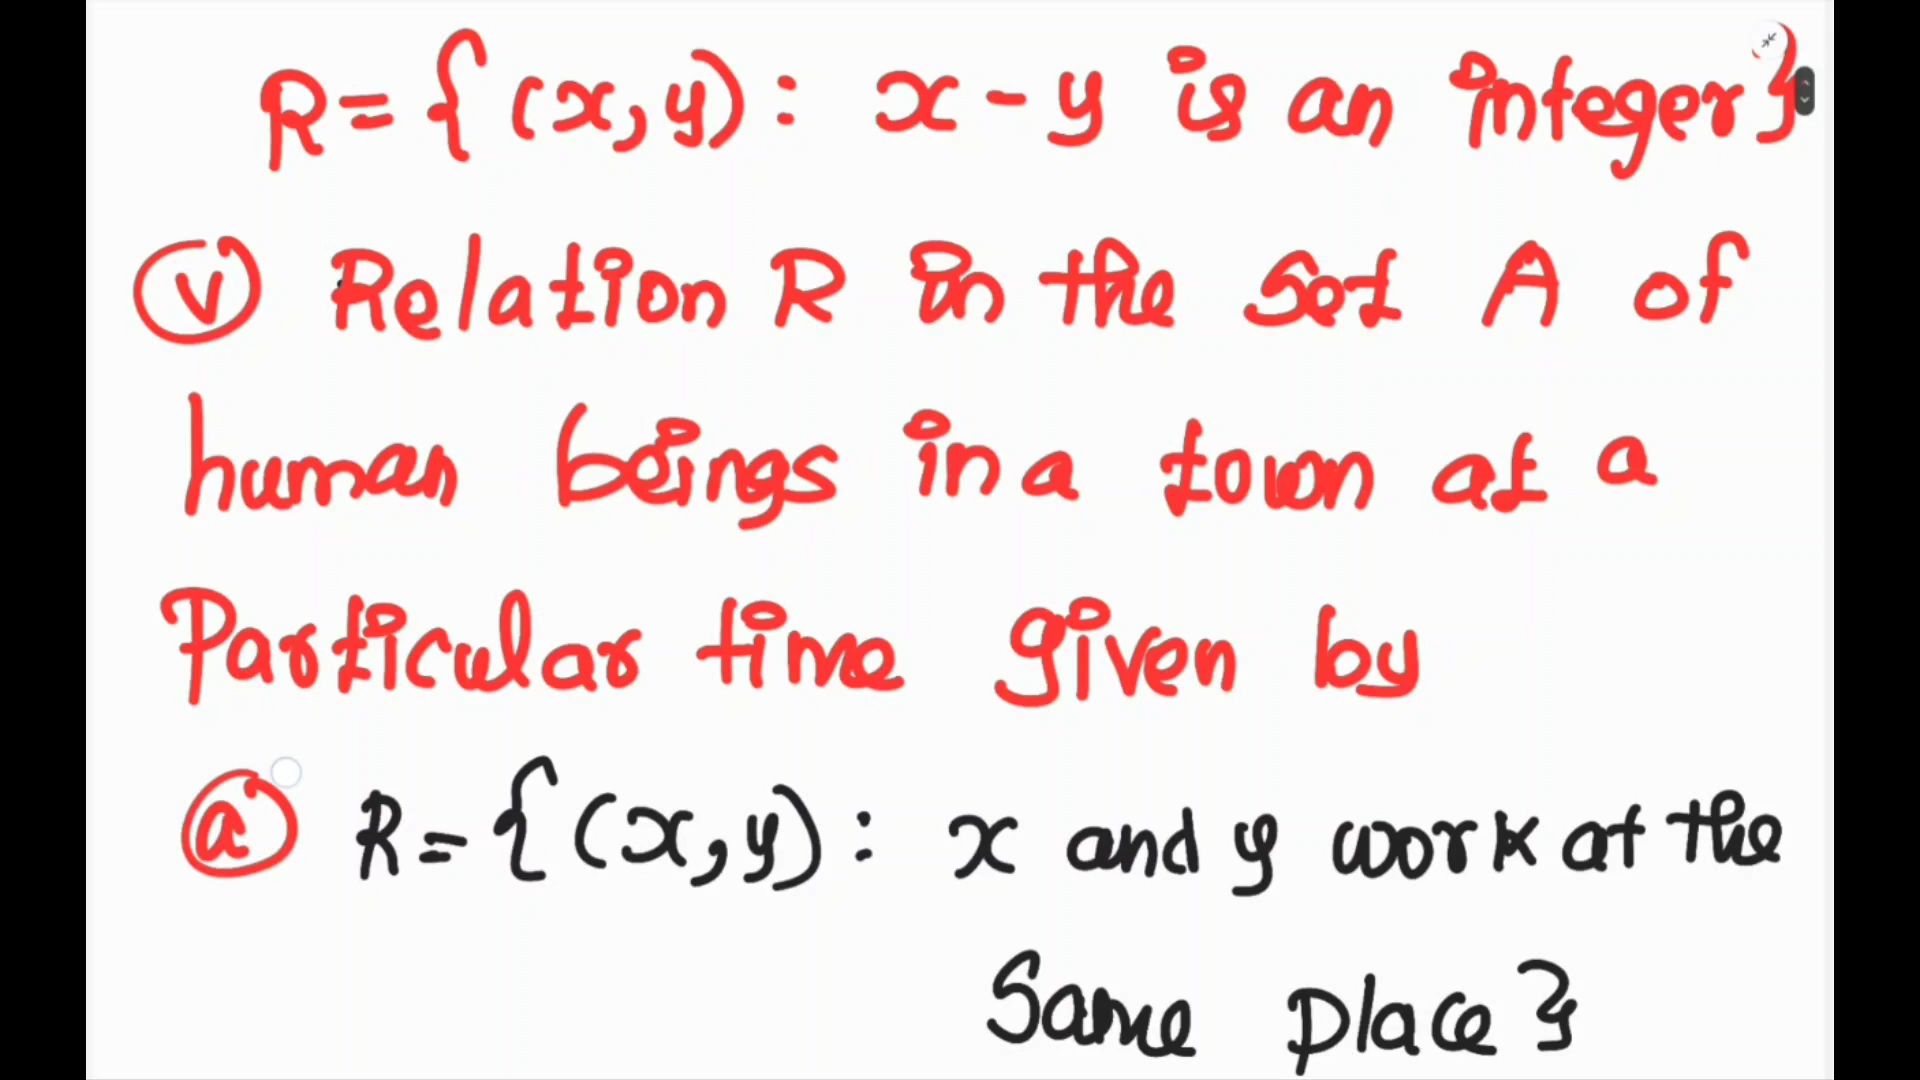 R = { (x, y) : x - y is an integer }
(v) Relation R in the set A of
human beings in a town at a
Particular time given by
(a) R = { (x, y) : x and y work at the
Same place }